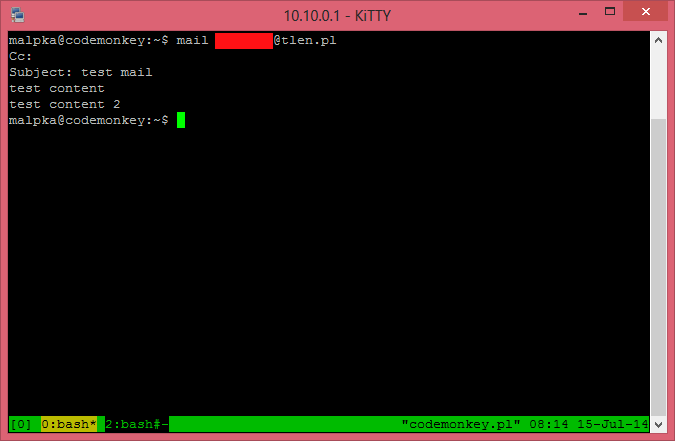 10.10.0.1 - KiTTY
malpka@codemonkey:~$ mail @tlen.pl
Cc:
Subject: test mail
test content
test content 2
malpka@codemonkey:~$
[0] 0:bash* 2:bash#- "codemonkey.pl" 08:14 15-Jul-14